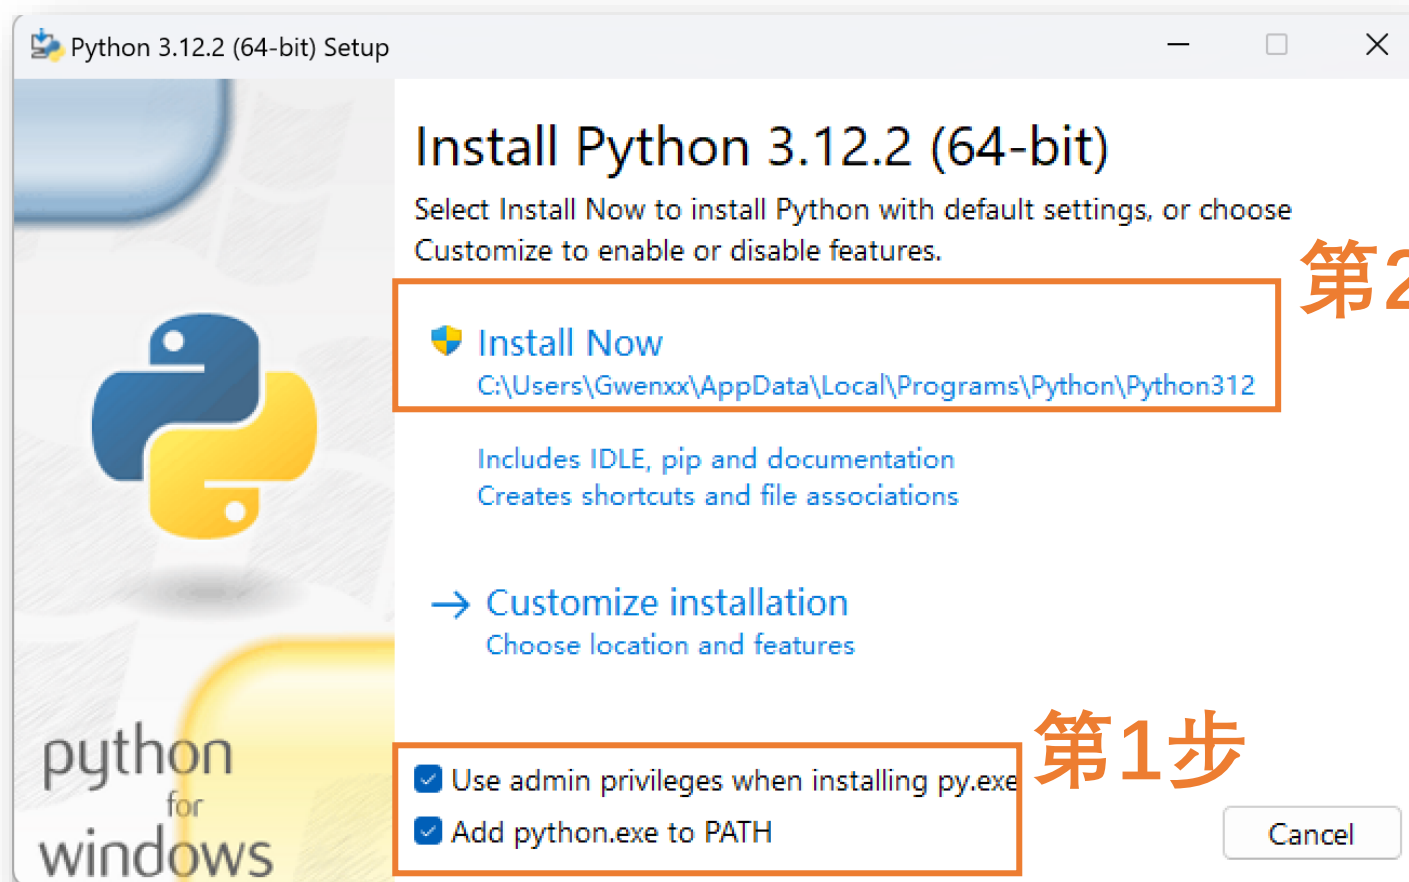 Python 3.12.2 (64-bit) Setup
Install Python 3.12.2 (64-bit)
Select Install Now to install Python with default settings, or choose
Customize to enable or disable features.
第2
Install Now
C:\Users\Gwenxx\AppData\Local\Programs\Python\Python312
Includes IDLE, pip and documentation
Creates shortcuts and file associations
Customize installation
Choose location and features
第1步
Use admin privileges when installing py.exe
Add python.exe to PATH
Cancel
python
for
windows